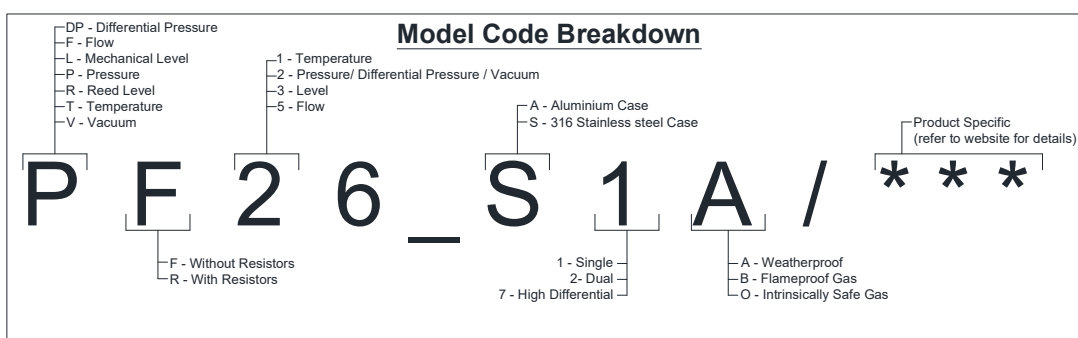 Model Code Breakdown
DP - Differential Pressure
F - Flow
L - Mechanical Level
P - Pressure
R - Reed Level
T - Temperature
V - Vacuum
1 - Temperature
2 - Pressure/ Differential Pressure / Vacuum
3 - Level
5 - Flow
A - Aluminium Case
S - 316 Stainless steel Case
Product Specific
(refer to website for details)
P F 2 6 _ S 1 A / * * *
F - Without Resistors
R - With Resistors
1 - Single
2- Dual
7 - High Differential
A - Weatherproof
B - Flameproof Gas
O - Intrinsically Safe Gas